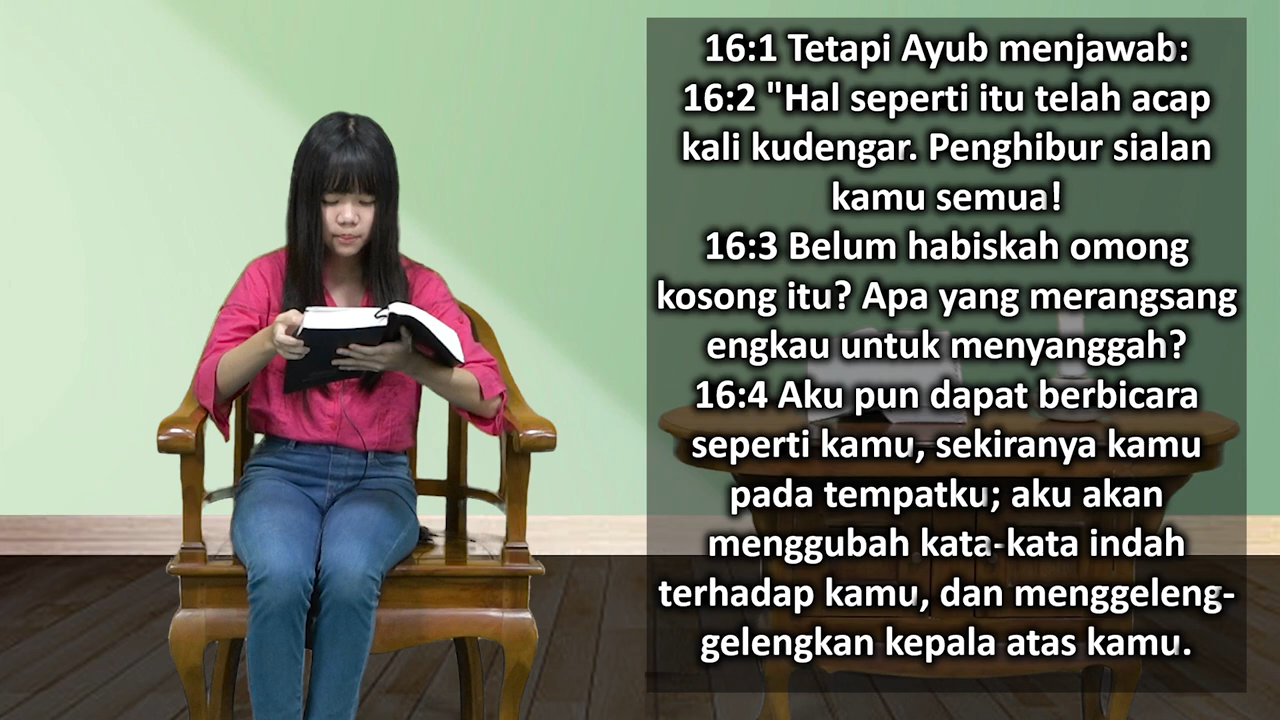 16:1 Tetapi Ayub menjawab:
16:2 "Hal seperti itu telah acap
kali kudengar. Penghibur sialan
kamu semua!
16:3 Belum habiskah omong
kosong itu? Apa yang merangsang
engkau untuk menyanggah?
16:4 Aku pun dapat berbicara
seperti kamu, sekiranya kamu
pada tempatku; aku akan
menggubah kata-kata indah
terhadap kamu, dan menggeleng-
gelengkan kepala atas kamu.